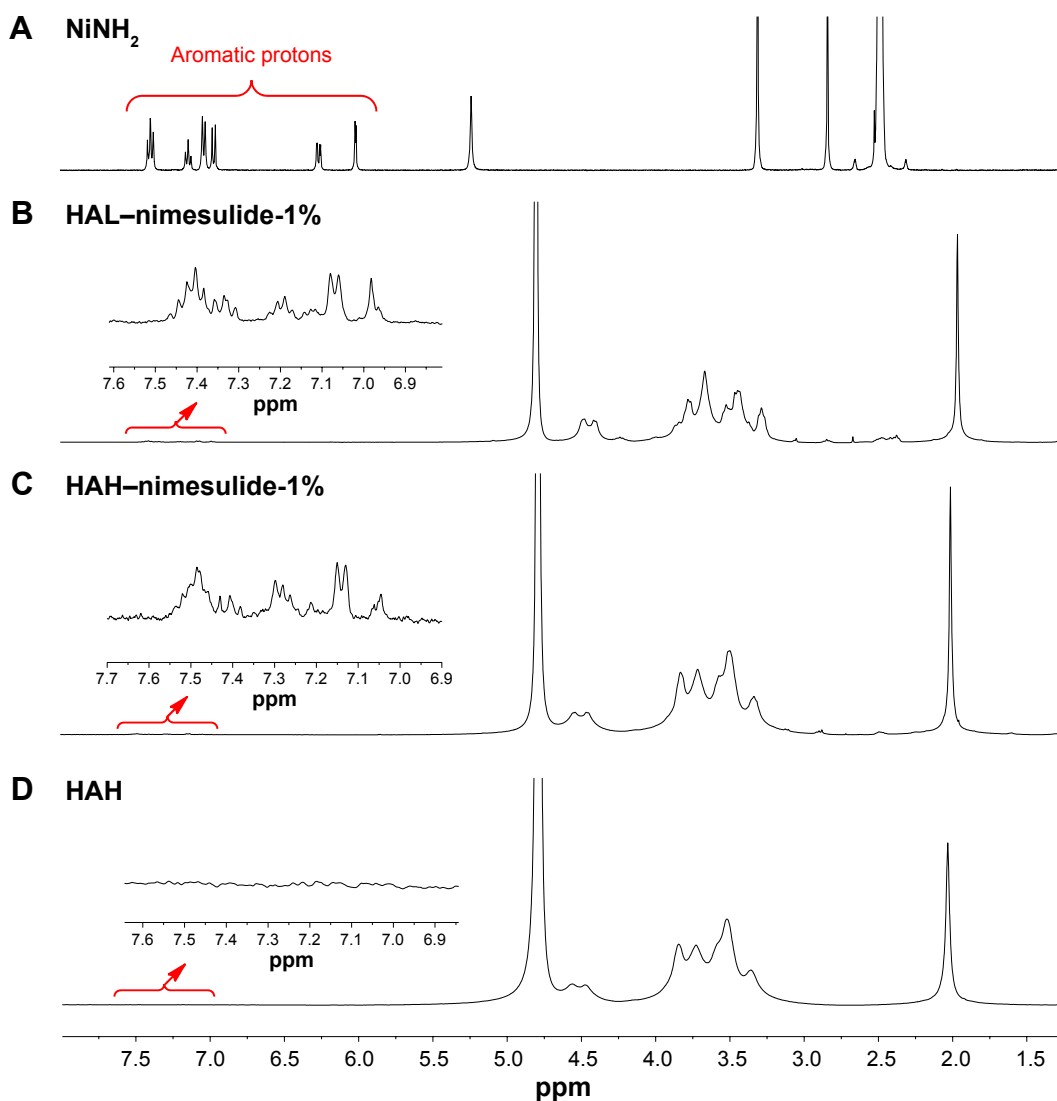 A NiNH₂
Aromatic protons
B HAL–nimesulide-1%
7.6 7.5 7.4 7.3 7.2 7.1 7.0 6.9
ppm
C HAH–nimesulide-1%
7.7 7.6 7.5 7.4 7.3 7.2 7.1 7.0 6.9
ppm
D HAH
7.6 7.5 7.4 7.3 7.2 7.1 7.0 6.9
ppm
7.5 7.0 6.5 6.0 5.5 5.0 4.5 4.0 3.5 3.0 2.5 2.0 1.5
ppm